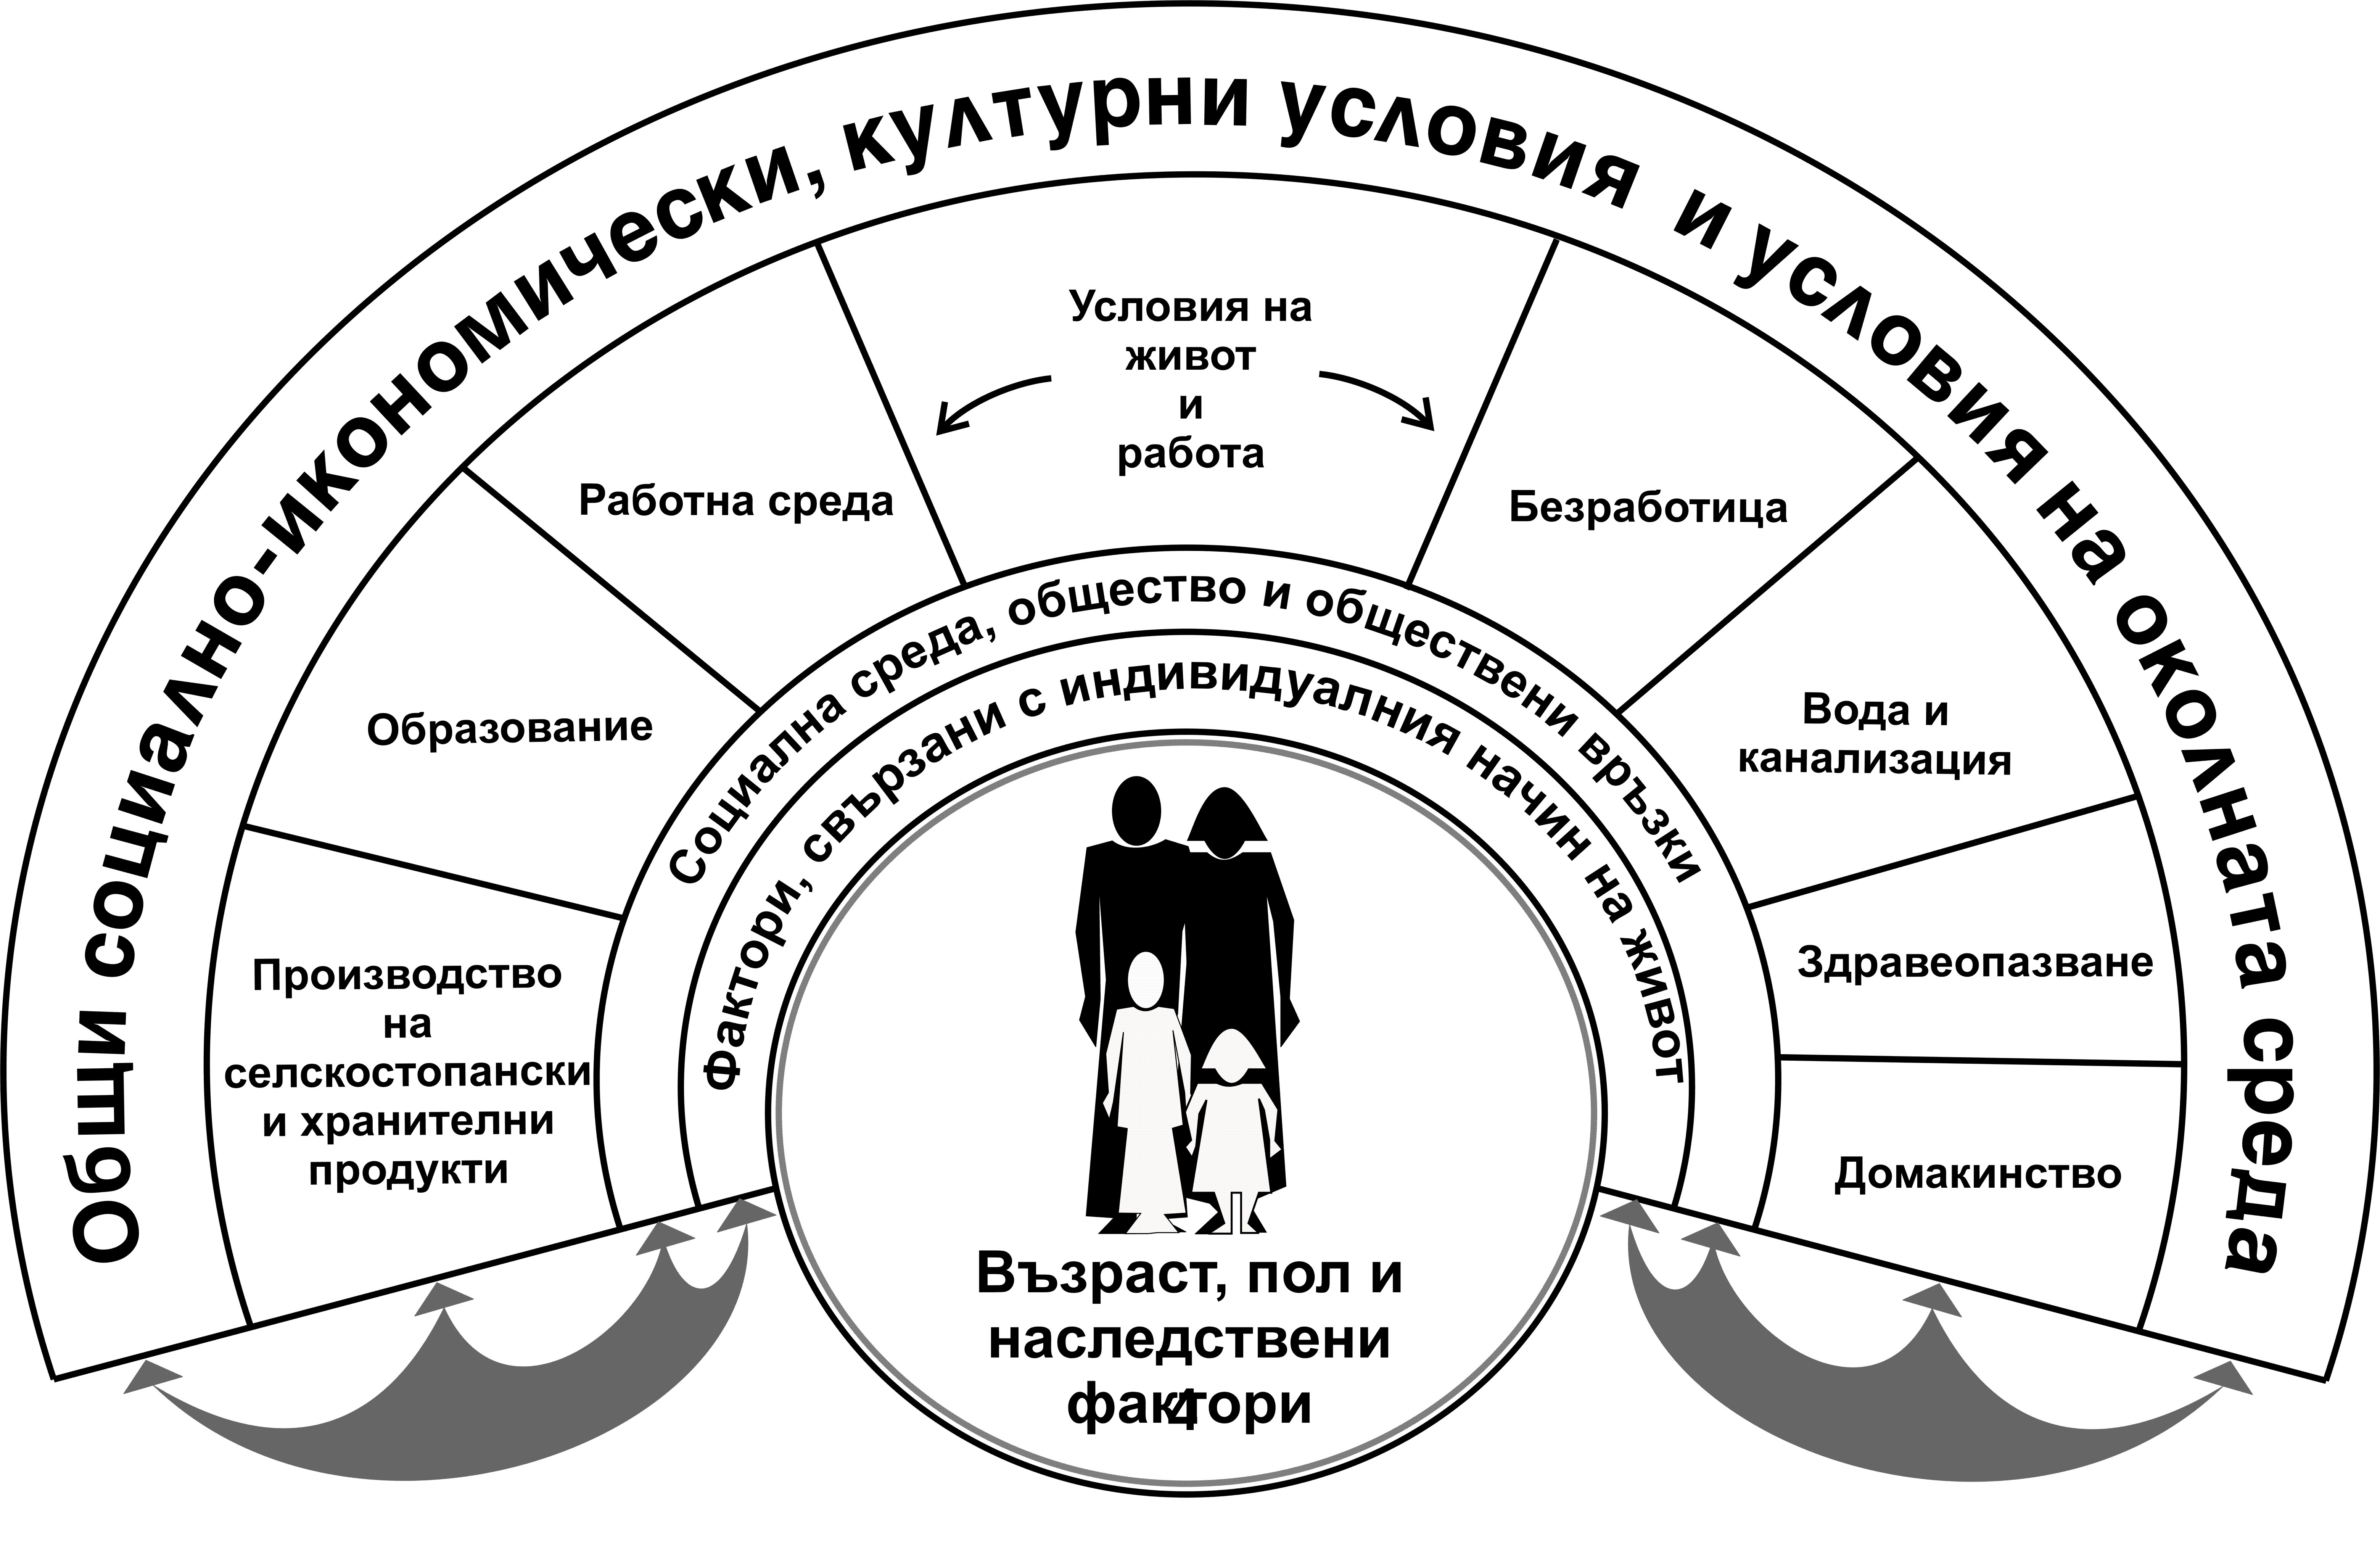 Общи социално-икономически, културни условия и условия на околната среда
Условия на
живот
и
работа
Работна среда
Безработица
Образование
Вода и
канализация
Производство
на
селскостопански
и хранителни
продукти
Здравеопазване
Домакинство
Социална среда, общество и обществени връзки
Фактори, свързани с индивидуалния начин на живот
Възраст, пол и
наследствени
фактори
4